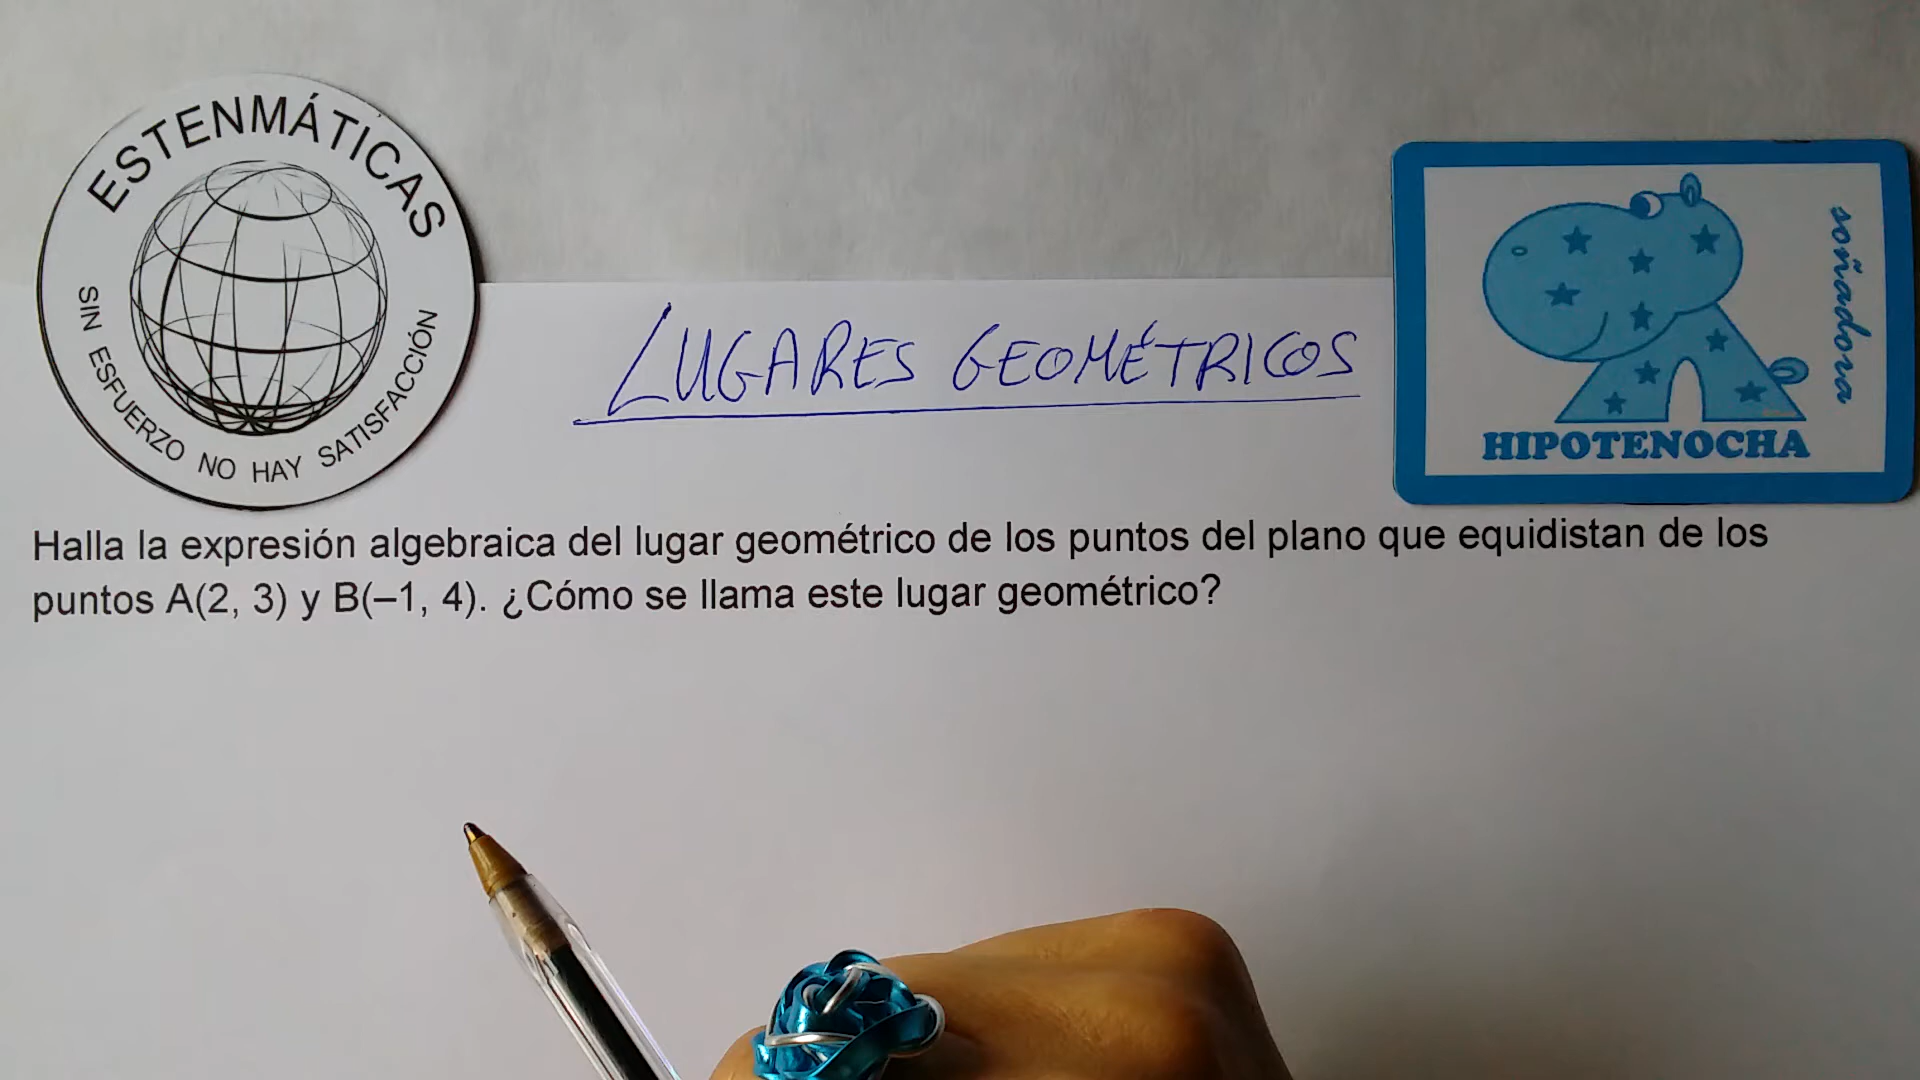 ESTENMÁTICAS
SIN ESFUERZO NO HAY SATISFACCIÓN
LUGARES GEOMÉTRICOS
soñadora
HIPOTENOCHA
Halla la expresión algebraica del lugar geométrico de los puntos del plano que equidistan de los
puntos A(2, 3) y B(–1, 4). ¿Cómo se llama este lugar geométrico?